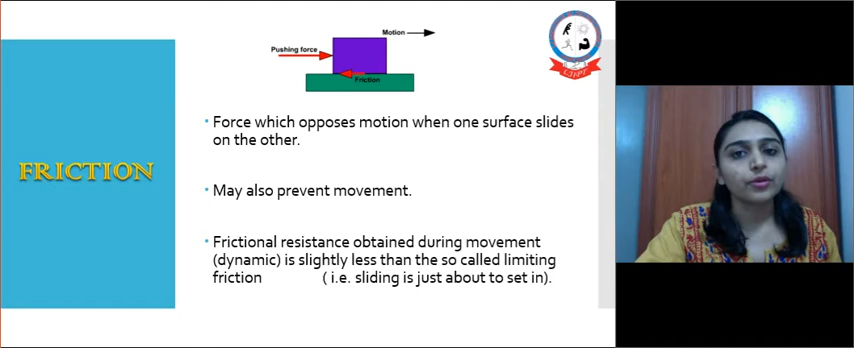 Motion
Pushing force
Friction
LJIPT
FRICTION
• Force which opposes motion when one surface slides
on the other.
• May also prevent movement.
• Frictional resistance obtained during movement
(dynamic) is slightly less than the so called limiting
friction ( i.e. sliding is just about to set in).